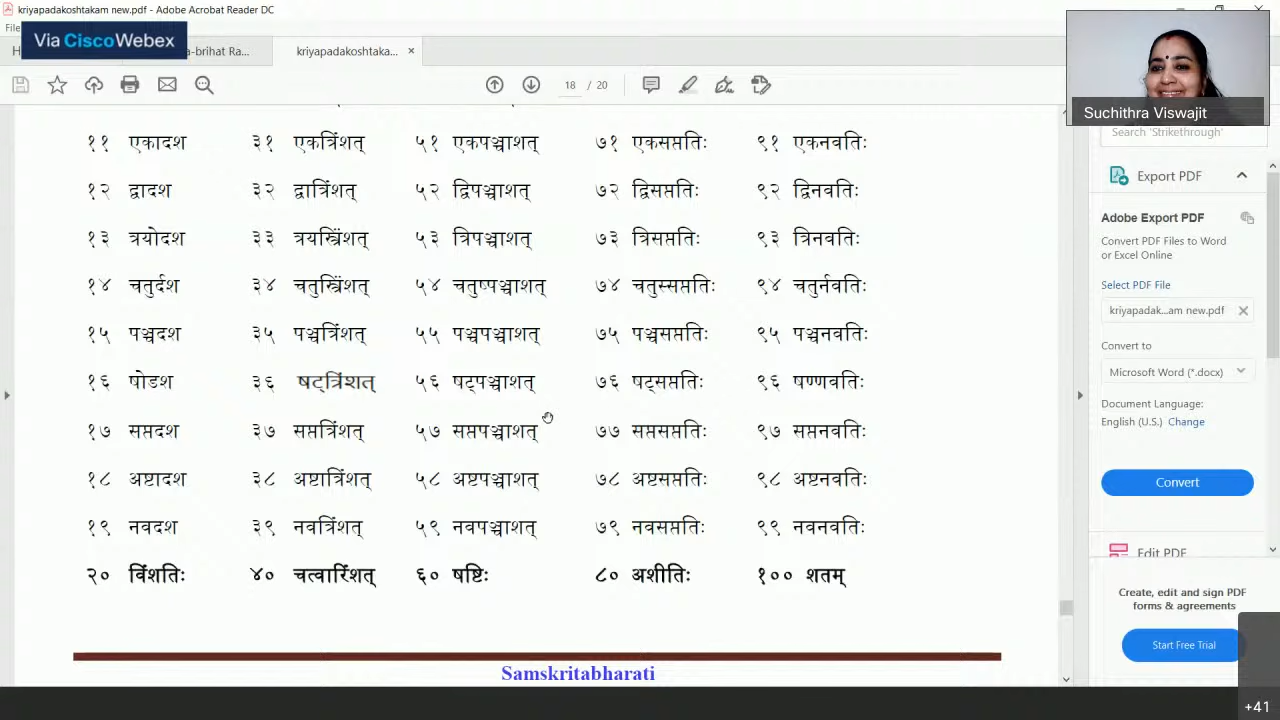 kriyapadakoshtakam new.pdf - Adobe Acrobat Reader DC
Via Cisco Webex
a-brihat Ra...
kriyapadakoshtaka... ×
18 / 20
Suchithra Viswajit
Search 'Strikethrough'
११ एकादश ३१ एकत्रिंशत् ५१ एकपञ्चाशत् ७१ एकसप्ततिः ९१ एकनवतिः
१२ द्वादश ३२ द्वात्रिंशत् ५२ द्विपञ्चाशत् ७२ द्विसप्ततिः ९२ द्विनवतिः
१३ त्रयोदश ३३ त्रयस्त्रिंशत् ५३ त्रिपञ्चाशत् ७३ त्रिसप्ततिः ९३ त्रिनवतिः
१४ चतुर्दश ३४ चतुस्त्रिंशत् ५४ चतुष्पञ्चाशत् ७४ चतुस्सप्ततिः ९४ चतुर्नवतिः
१५ पञ्चदश ३५ पञ्चत्रिंशत् ५५ पञ्चपञ्चाशत् ७५ पञ्चसप्ततिः ९५ पञ्चनवतिः
१६ षोडश ३६ षट्त्रिंशत् ५६ षट्पञ्चाशत् ७६ षट्सप्ततिः ९६ षण्णवतिः
१७ सप्तदश ३७ सप्तत्रिंशत् ५७ सप्तपञ्चाशत् ७७ सप्तसप्ततिः ९७ सप्तनवतिः
१८ अष्टादश ३८ अष्टात्रिंशत् ५८ अष्टपञ्चाशत् ७८ अष्टसप्ततिः ९८ अष्टनवतिः
१९ नवदश ३९ नवत्रिंशत् ५९ नवपञ्चाशत् ७९ नवसप्ततिः ९९ नवनवतिः
२० विंशतिः ४० चत्वारिंशत् ६० षष्टिः ८० अशीतिः १०० शतम्
Samskritabharati
Export PDF
Adobe Export PDF
Convert PDF Files to Word
or Excel Online
Select PDF File
kriyapadak...am new.pdf
Convert to
Microsoft Word (*.docx)
Document Language:
English (U.S.) Change
Convert
Edit PDF
Create, edit and sign PDF
forms & agreements
Start Free Trial
+41